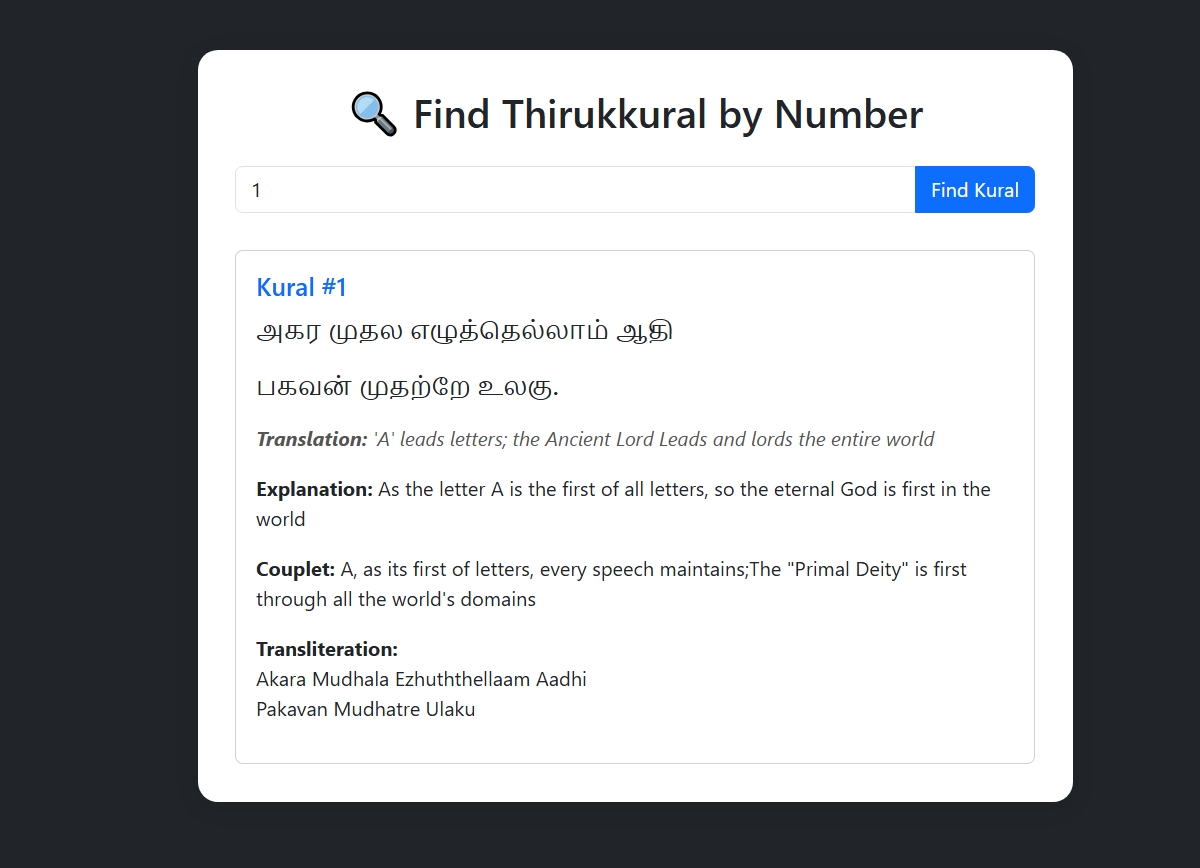 Find Thirukkural by Number
1
Find Kural
Kural #1
அகர முதல எழுத்தெல்லாம் ஆதி
பகவன் முதற்றே உலகு.
Translation: 'A' leads letters; the Ancient Lord Leads and lords the entire world
Explanation: As the letter A is the first of all letters, so the eternal God is first in the
world
Couplet: A, as its first of letters, every speech maintains;The "Primal Deity" is first
through all the world's domains
Transliteration:
Akara Mudhala Ezhuththellaam Aadhi
Pakavan Mudhatre Ulaku